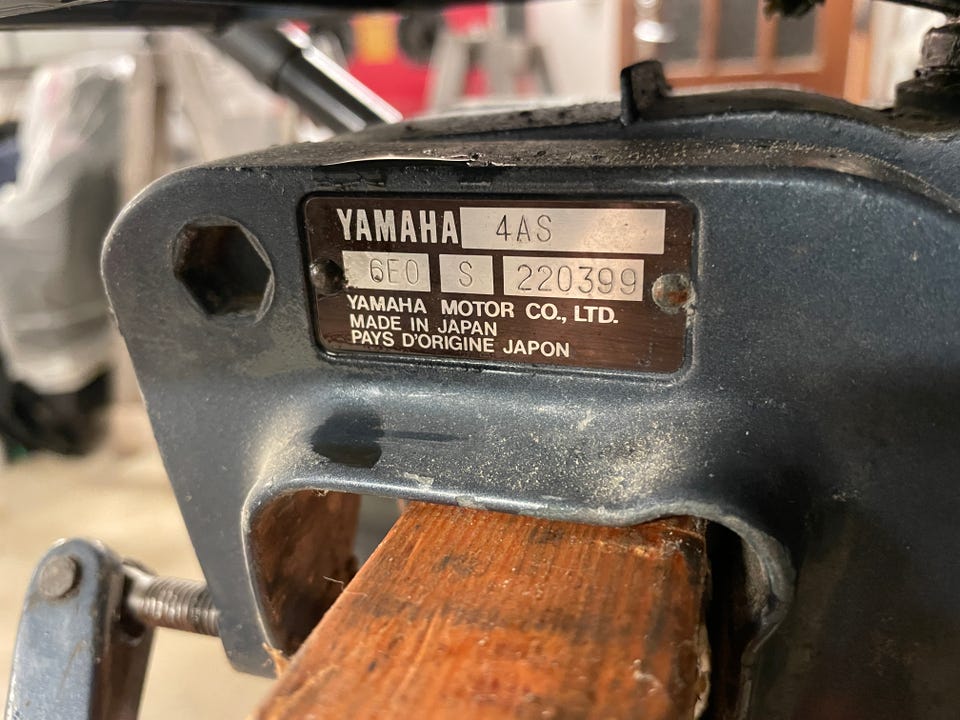 YAMAHA 4AS
6E0 S 220399
YAMAHA MOTOR CO., LTD.
MADE IN JAPAN
PAYS D'ORIGINE JAPON